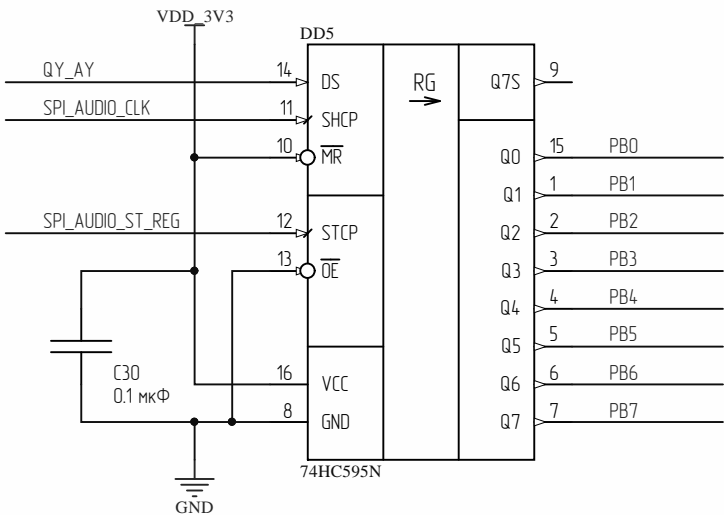 VDD_3V3
DD5
QY_AY 14 DS RG Q7S 9
SPI_AUDIO_CLK 11 SHCP
10 MR Q0 15 PB0
Q1 1 PB1
SPI_AUDIO_ST_REG 12 STCP Q2 2 PB2
13 OE Q3 3 PB3
Q4 4 PB4
Q5 5 PB5
C30
0.1 мкФ
16 VCC Q6 6 PB6
8 GND Q7 7 PB7
74HC595N
GND